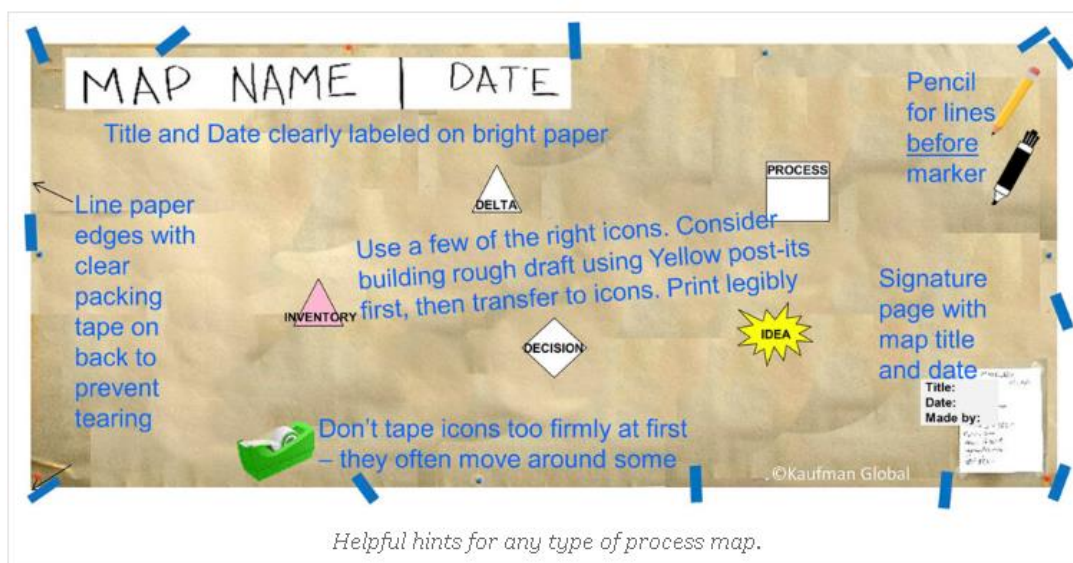 MAP NAME | DATE
Title and Date clearly labeled on bright paper
Pencil
for lines
before
marker
Line paper
edges with
clear
packing
tape on
back to
prevent
tearing
DELTA
PROCESS
Use a few of the right icons. Consider
building rough draft using Yellow post-its
first, then transfer to icons. Print legibly
INVENTORY
DECISION
IDEA
Signature
page with
map title
and date
Title:
Date:
Made by:
Don't tape icons too firmly at first
– they often move around some
©Kaufman Global
Helpful hints for any type of process map.